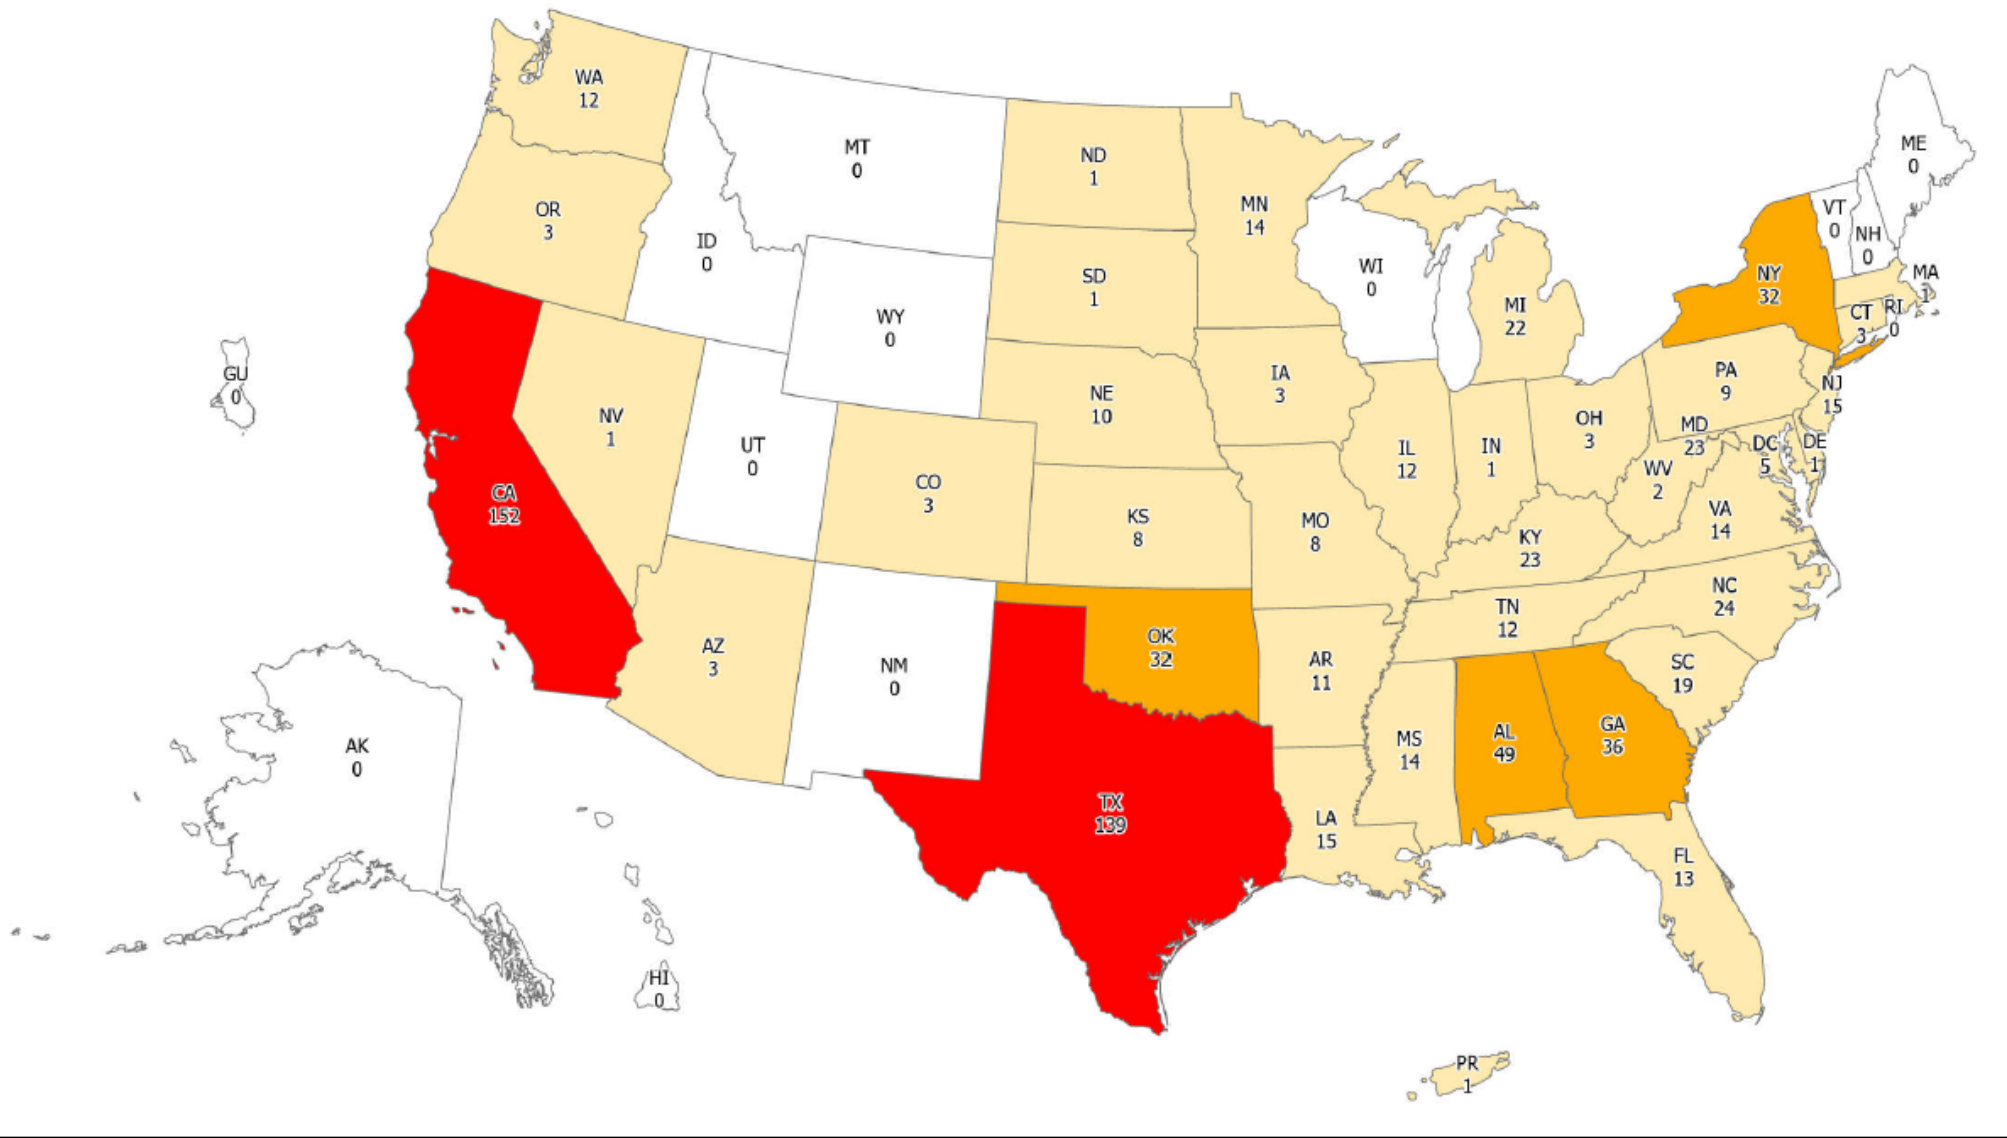 WA
12
MT
0
ND
1
MN
14
ME
0
OR
3
ID
0
VT
0
NH
0
WI
0
SD
1
NY
32
MA
1
MI
22
CT
3
RI
0
WY
0
GU
0
IA
3
NE
10
PA
9
NJ
15
NV
1
OH
3
MD
23
UT
0
IL
12
IN
1
DC
5
DE
1
WV
2
CO
3
CA
152
KS
8
MO
8
VA
14
KY
23
NC
24
TN
12
OK
32
AZ
3
NM
0
AR
11
SC
19
AK
0
MS
14
AL
49
GA
36
TX
139
LA
15
FL
13
HI
0
PR
1